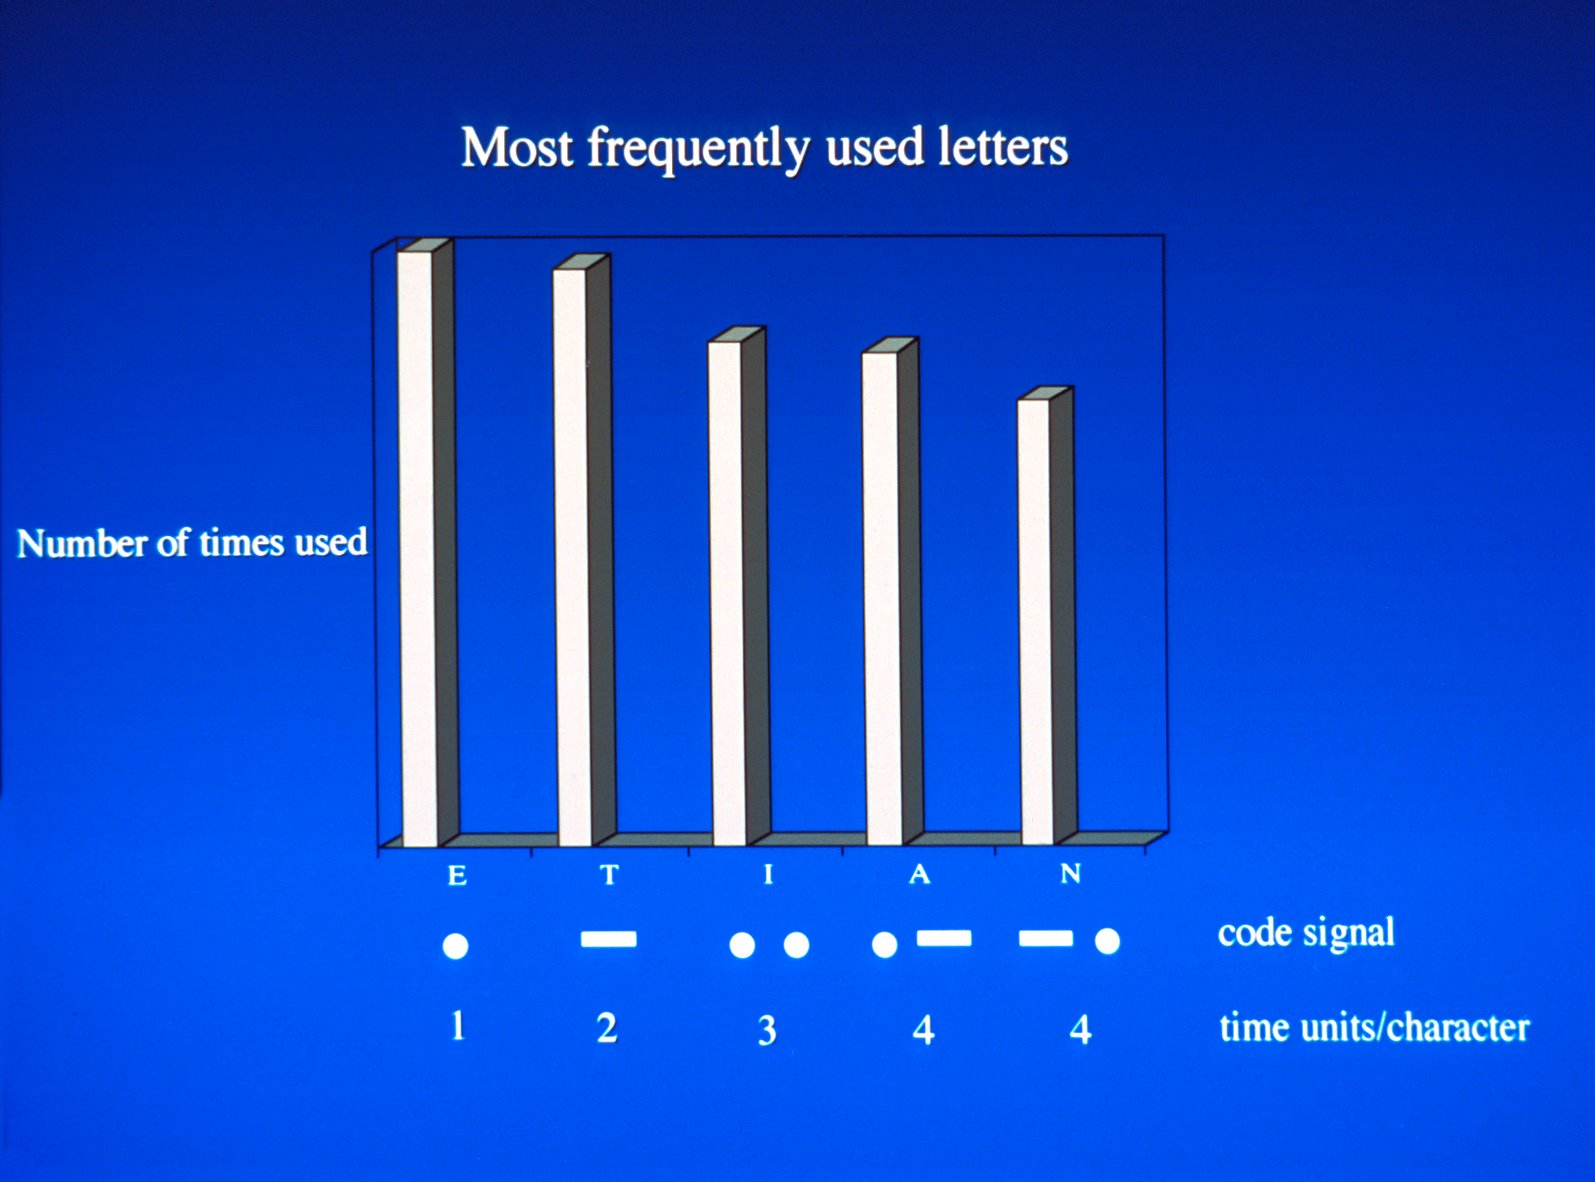 Most frequently used letters
Number of times used
E T I A N
code signal
1 2 3 4 4 time units/character